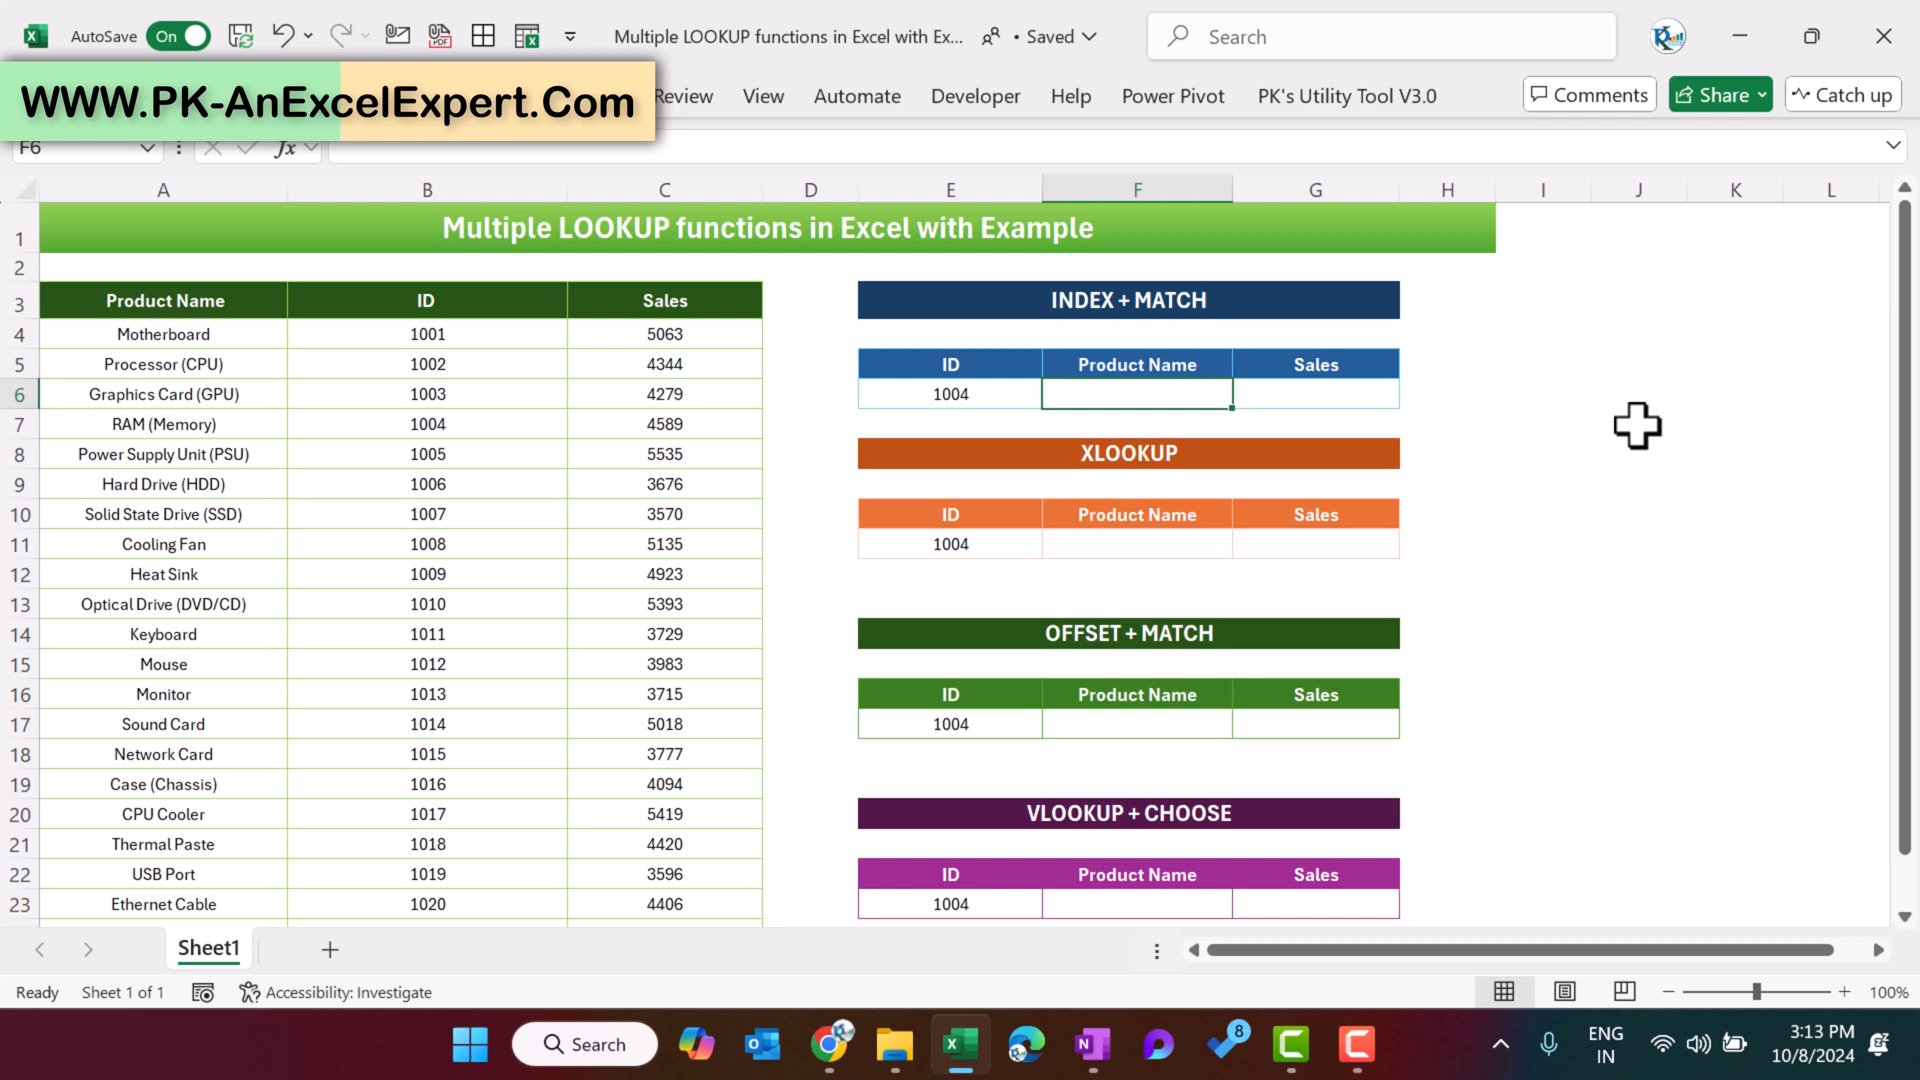 AutoSave On Multiple LOOKUP functions in Excel with Ex... • Saved Search
WWW.PK-AnExcelExpert.Com
Review View Automate Developer Help Power Pivot PK's Utility Tool V3.0 Comments Share Catch up
F6 fx
A B C D E F G H I J K L
1 Multiple LOOKUP functions in Excel with Example
2
3 Product Name ID Sales INDEX + MATCH
4 Motherboard 1001 5063
5 Processor (CPU) 1002 4344 ID Product Name Sales
6 Graphics Card (GPU) 1003 4279 1004
7 RAM (Memory) 1004 4589
8 Power Supply Unit (PSU) 1005 5535 XLOOKUP
9 Hard Drive (HDD) 1006 3676
10 Solid State Drive (SSD) 1007 3570 ID Product Name Sales
11 Cooling Fan 1008 5135 1004
12 Heat Sink 1009 4923
13 Optical Drive (DVD/CD) 1010 5393
14 Keyboard 1011 3729 OFFSET + MATCH
15 Mouse 1012 3983
16 Monitor 1013 3715 ID Product Name Sales
17 Sound Card 1014 5018 1004
18 Network Card 1015 3777
19 Case (Chassis) 1016 4094
20 CPU Cooler 1017 5419 VLOOKUP + CHOOSE
21 Thermal Paste 1018 4420
22 USB Port 1019 3596 ID Product Name Sales
23 Ethernet Cable 1020 4406 1004
Sheet1
Ready Sheet 1 of 1 Accessibility: Investigate 100%
Search 8 ENG 3:13 PM
IN 10/8/2024